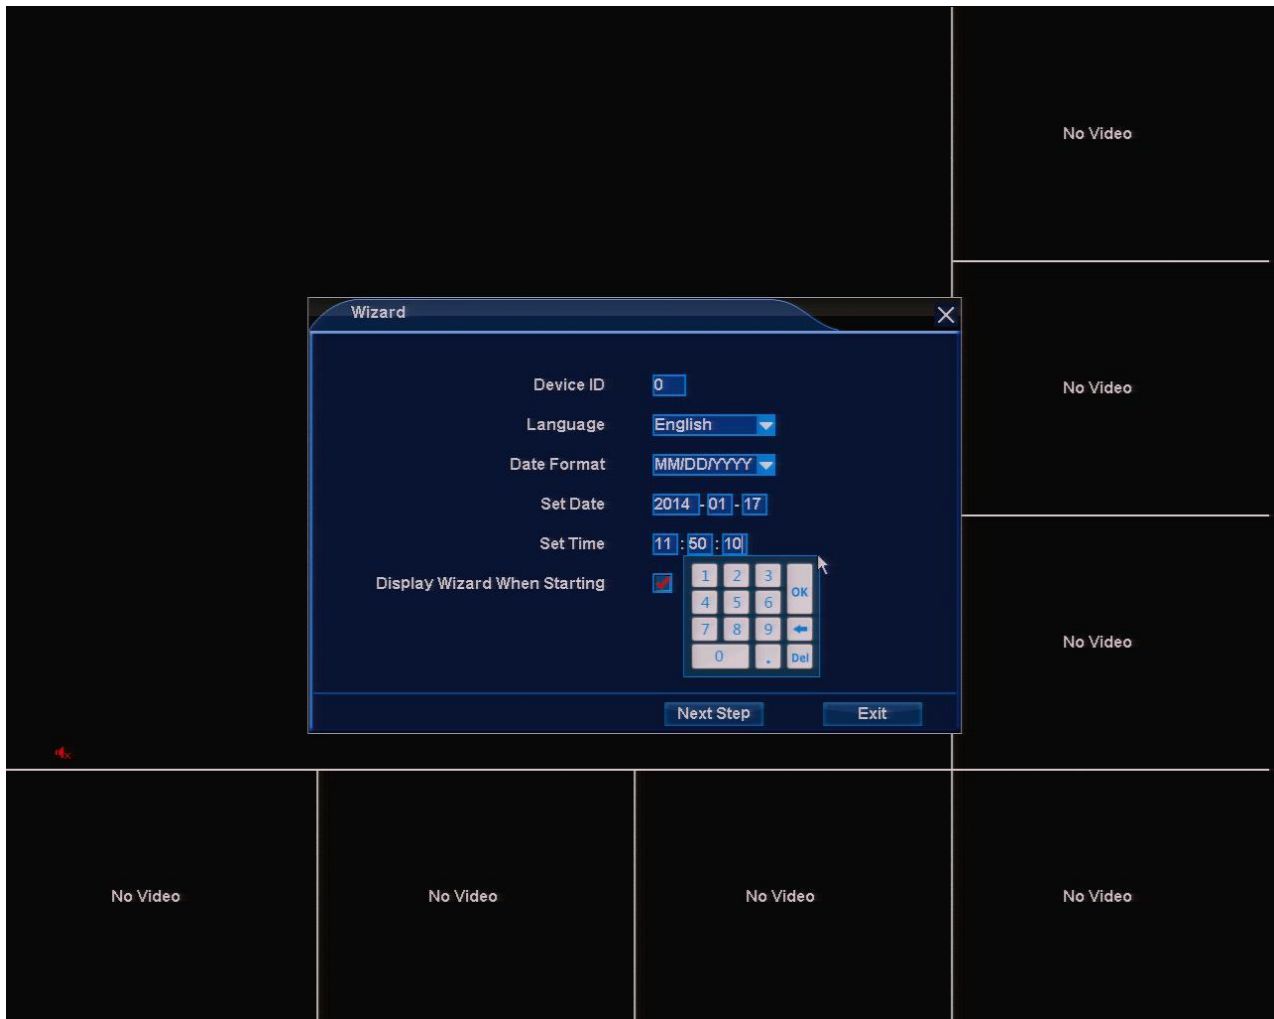 No Video
Wizard
Device ID 0
Language English
No Video
Date Format MM/DD/YYYY
Set Date 2014 - 01 - 17
Set Time 11 : 50 : 10
Display Wizard When Starting
1 2 3 OK
4 5 6
7 8 9
0 . Del
No Video
Next Step Exit
No Video No Video No Video No Video